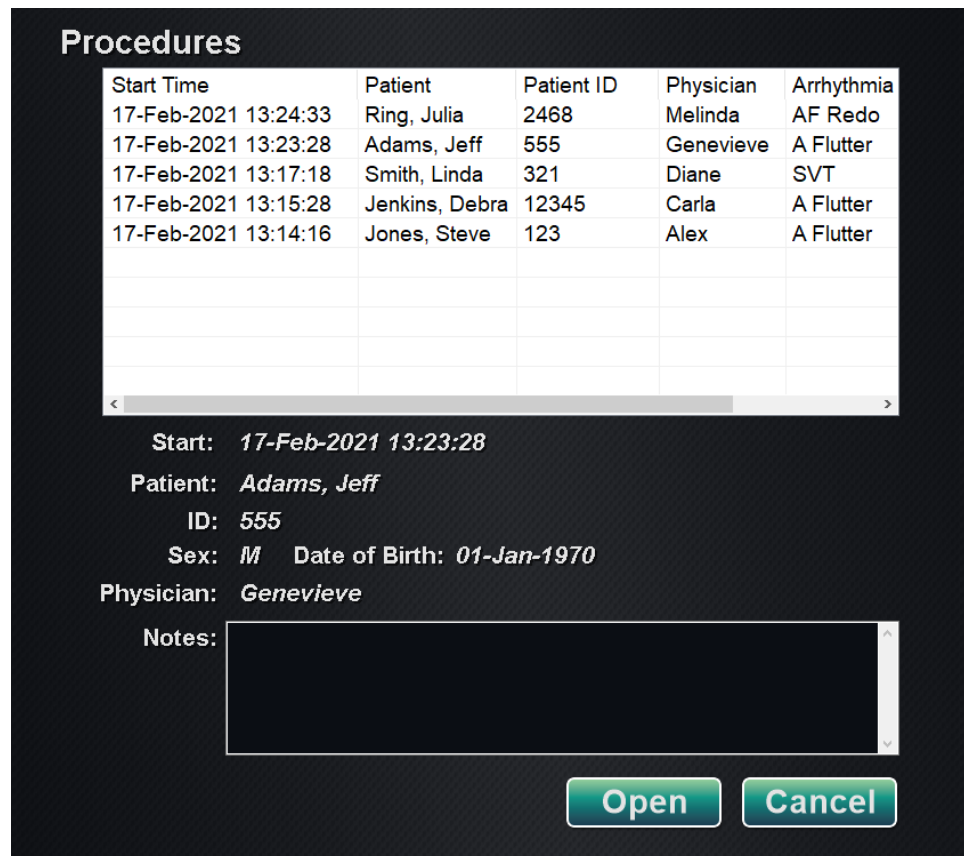 Procedures
Start Time Patient Patient ID Physician Arrhythmia
17-Feb-2021 13:24:33 Ring, Julia 2468 Melinda AF Redo
17-Feb-2021 13:23:28 Adams, Jeff 555 Genevieve A Flutter
17-Feb-2021 13:17:18 Smith, Linda 321 Diane SVT
17-Feb-2021 13:15:28 Jenkins, Debra 12345 Carla A Flutter
17-Feb-2021 13:14:16 Jones, Steve 123 Alex A Flutter
Start: 17-Feb-2021 13:23:28
Patient: Adams, Jeff
ID: 555
Sex: M Date of Birth: 01-Jan-1970
Physician: Genevieve
Notes:
Open Cancel